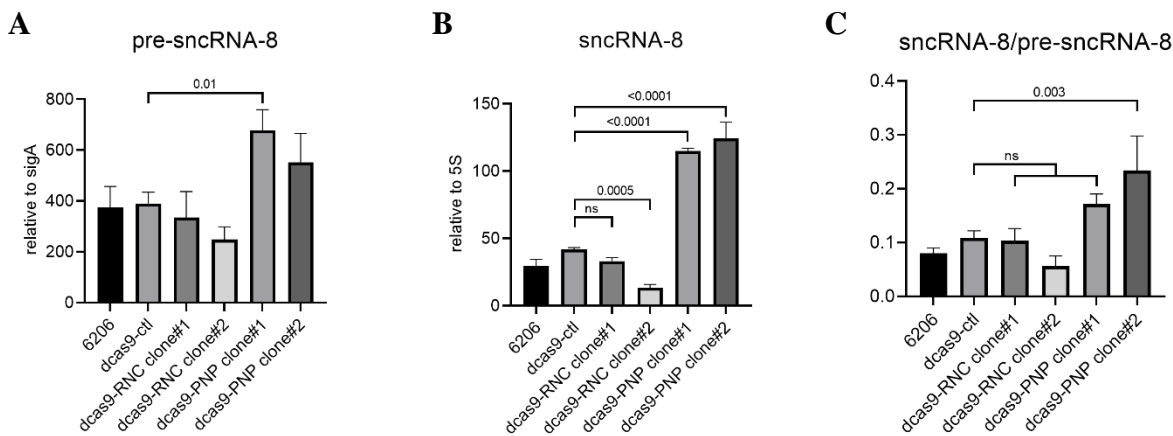 A
pre-sncRNA-8
relative to sigA
800
600
400
200
0
0.01
6206
dcas9-ctl
dcas9-RNC clone#1
dcas9-RNC clone#2
dcas9-PNP clone#1
dcas9-PNP clone#2
B
sncRNA-8
relative to 5S
150
100
50
0
<0.0001
<0.0001
0.0005
ns
6206
dcas9-ctl
dcas9-RNC clone#1
dcas9-RNC clone#2
dcas9-PNP clone#1
dcas9-PNP clone#2
C
sncRNA-8/pre-sncRNA-8
0.4
0.3
0.2
0.1
0.0
0.003
ns
6206
dcas9-ctl
dcas9-RNC clone#1
dcas9-RNC clone#2
dcas9-PNP clone#1
dcas9-PNP clone#2